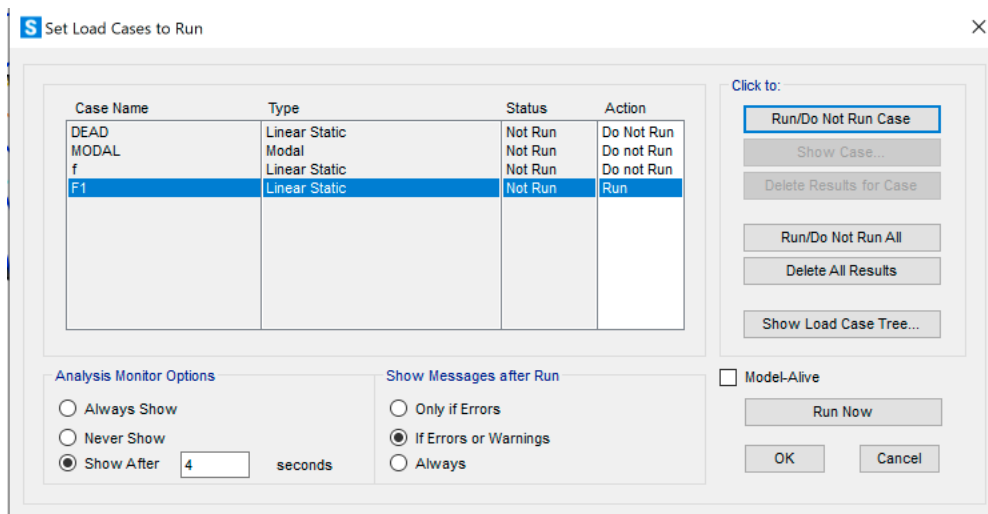 S Set Load Cases to Run
Click to:
Case Name Type Status Action
DEAD Linear Static Not Run Do Not Run
MODAL Modal Not Run Do not Run
f Linear Static Not Run Do not Run
F1 Linear Static Not Run Run
Run/Do Not Run Case
Show Case...
Delete Results for Case
Run/Do Not Run All
Delete All Results
Show Load Case Tree...
Analysis Monitor Options
Always Show
Never Show
Show After 4 seconds
Show Messages after Run
Only if Errors
If Errors or Warnings
Always
Model-Alive
Run Now
OK Cancel